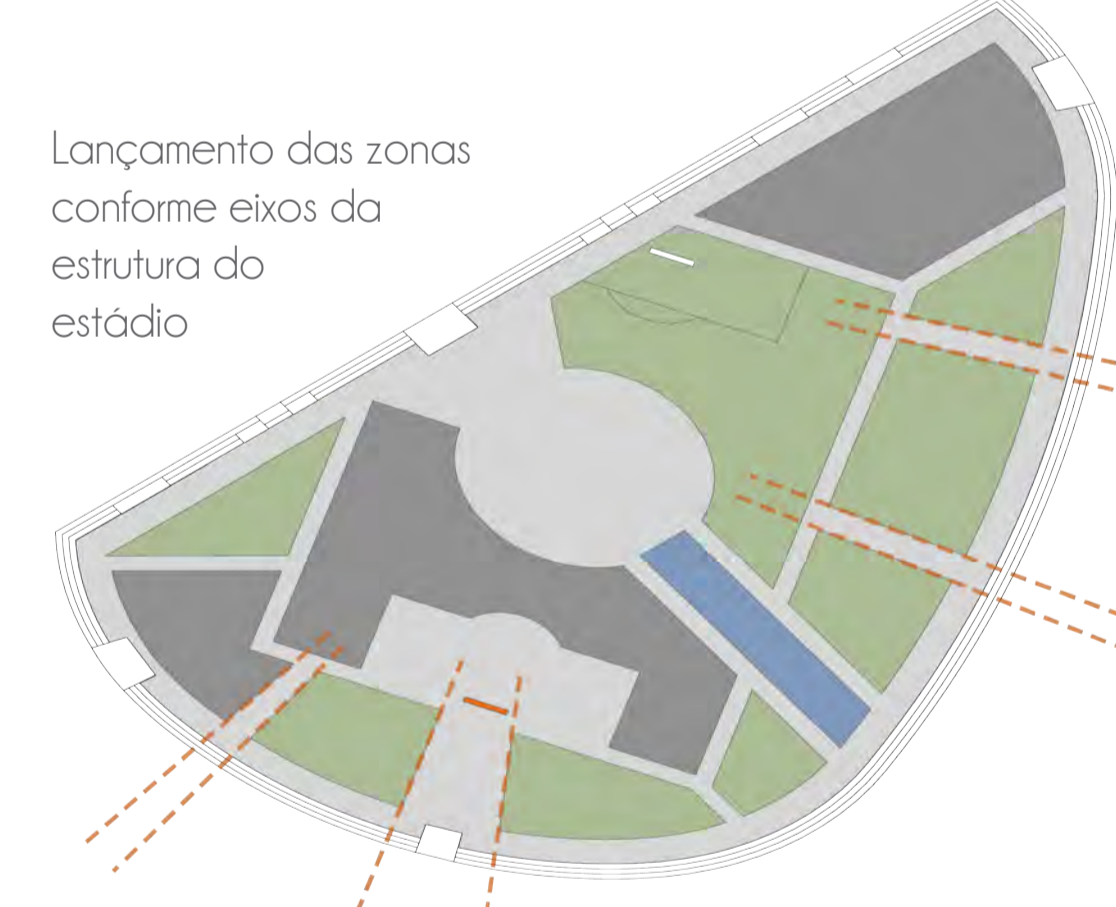 Lançamento das zonas
conforme eixos da
estrutura do
estádio